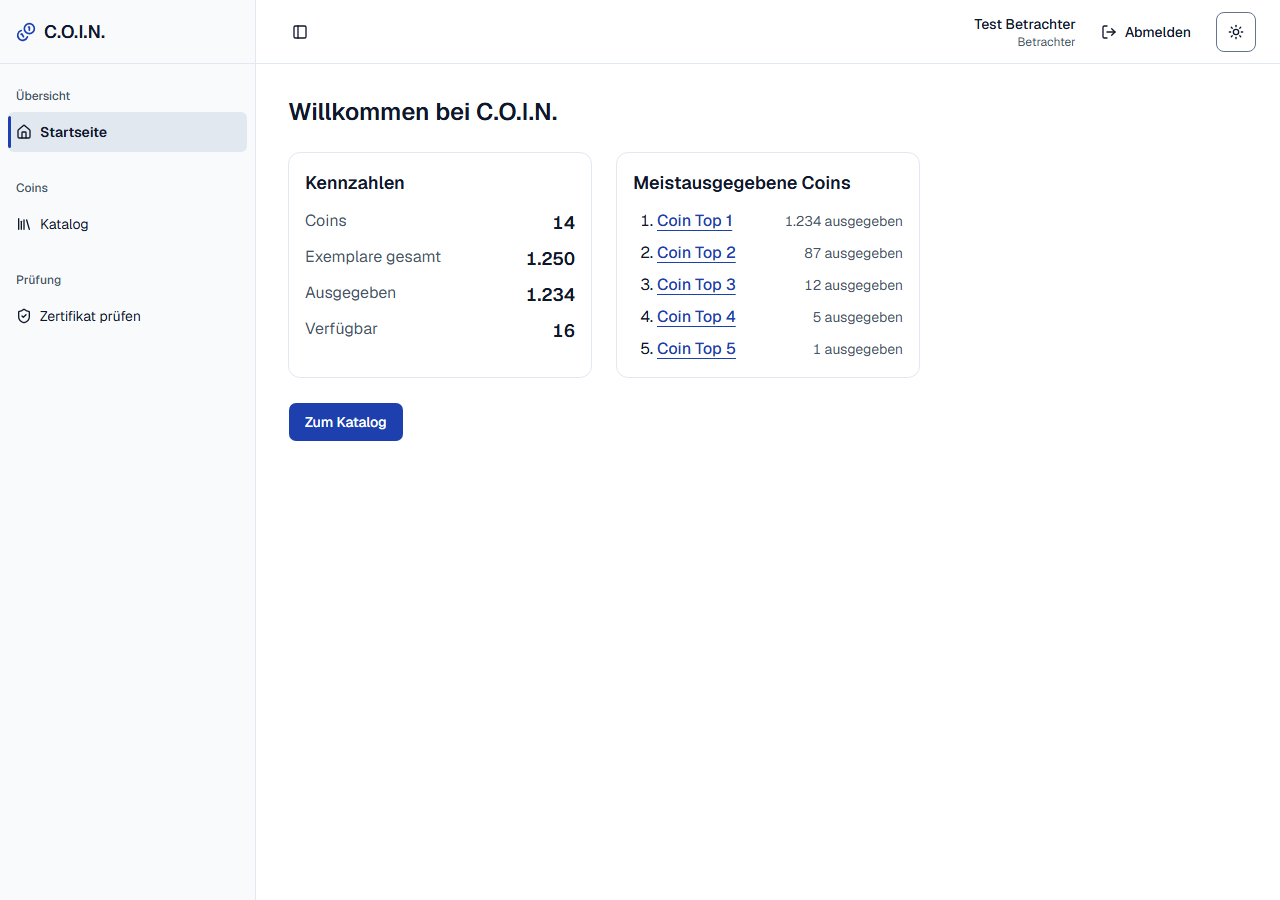 C.O.I.N.
Test Betrachter
Betrachter
Abmelden
Übersicht
Startseite
Coins
Katalog
Prüfung
Zertifikat prüfen
Willkommen bei C.O.I.N.
Kennzahlen
Coins 14
Exemplare gesamt 1.250
Ausgegeben 1.234
Verfügbar 16
Meistausgegebene Coins
1. Coin Top 1 1.234 ausgegeben
2. Coin Top 2 87 ausgegeben
3. Coin Top 3 12 ausgegeben
4. Coin Top 4 5 ausgegeben
5. Coin Top 5 1 ausgegeben
Zum Katalog